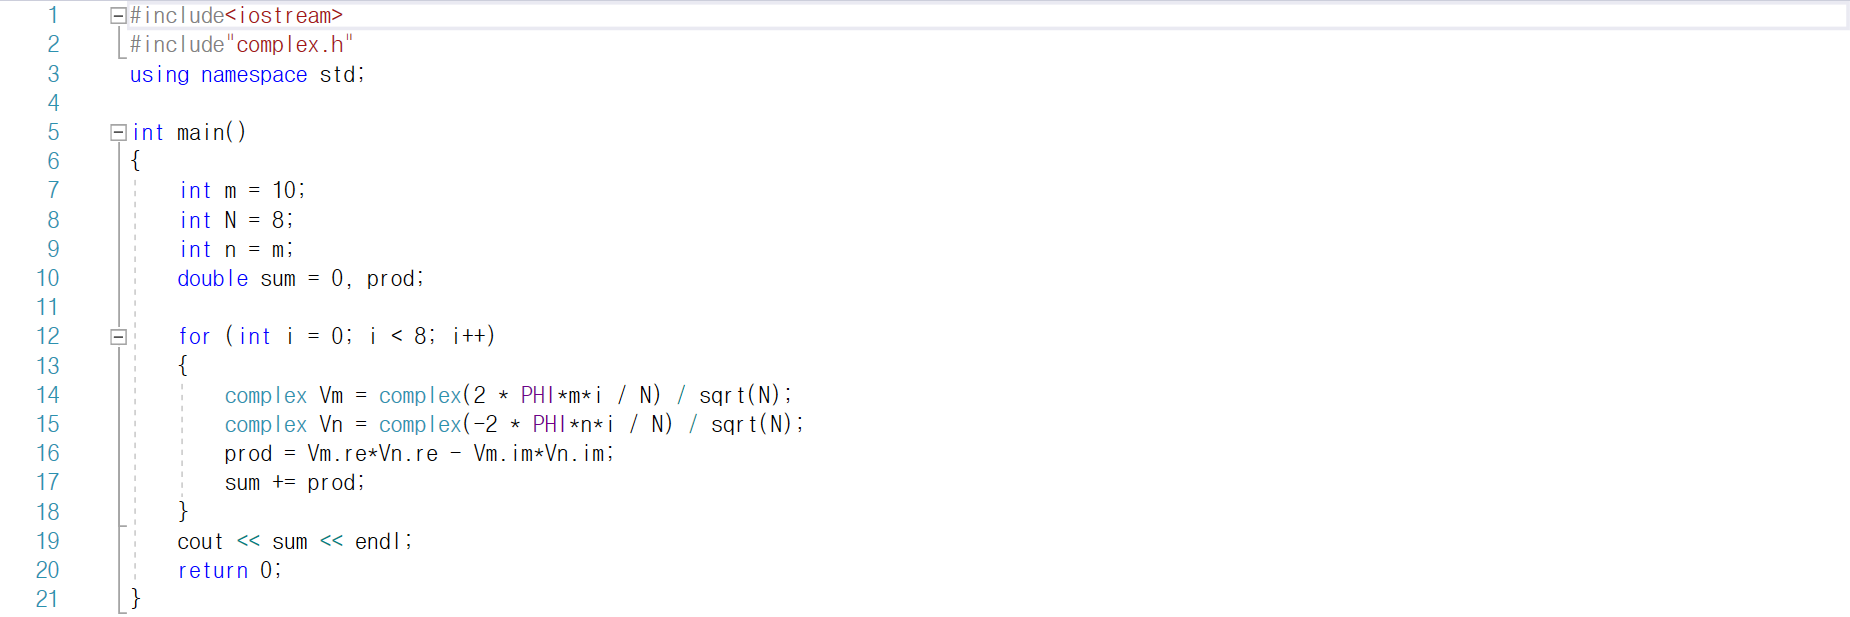 1 #include<iostream>
2 #include"complex.h"
3 using namespace std;
4
5 int main()
6 {
7 int m = 10;
8 int N = 8;
9 int n = m;
10 double sum = 0, prod;
11
12 for (int i = 0; i < 8; i++)
13 {
14 complex Vm = complex(2 * PHI*m*i / N) / sqrt(N);
15 complex Vn = complex(-2 * PHI*n*i / N) / sqrt(N);
16 prod = Vm.re*Vn.re - Vm.im*Vn.im;
17 sum += prod;
18 }
19 cout << sum << endl;
20 return 0;
21 }